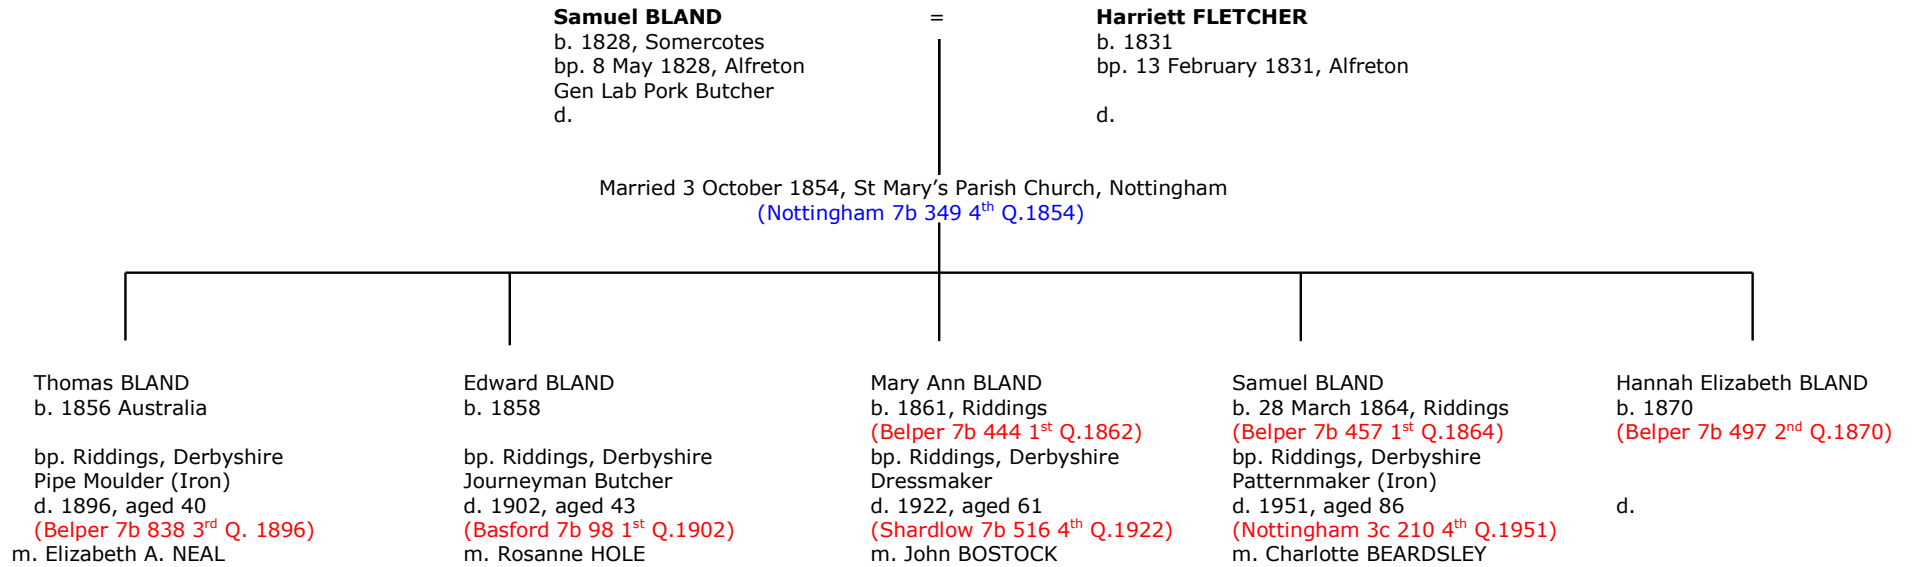 Samuel BLAND = Harriett FLETCHER
b. 1828, Somercotes b. 1831
bp. 8 May 1828, Alfreton bp. 13 February 1831, Alfreton
Gen Lab Pork Butcher
d. d.
Married 3 October 1854, St Mary’s Parish Church, Nottingham
(Nottingham 7b 349 4th Q.1854)
Thomas BLAND
b. 1856 Australia
bp. Riddings, Derbyshire
Pipe Moulder (Iron)
d. 1896, aged 40
(Belper 7b 838 3rd Q. 1896)
m. Elizabeth A. NEAL
Edward BLAND
b. 1858
bp. Riddings, Derbyshire
Journeyman Butcher
d. 1902, aged 43
(Basford 7b 98 1st Q.1902)
m. Rosanne HOLE
Mary Ann BLAND
b. 1861, Riddings
(Belper 7b 444 1st Q.1862)
bp. Riddings, Derbyshire
Dressmaker
d. 1922, aged 61
(Shardlow 7b 516 4th Q.1922)
m. John BOSTOCK
Samuel BLAND
b. 28 March 1864, Riddings
(Belper 7b 457 1st Q.1864)
bp. Riddings, Derbyshire
Patternmaker (Iron)
d. 1951, aged 86
(Nottingham 3c 210 4th Q.1951)
m. Charlotte BEARDSLEY
Hannah Elizabeth BLAND
b. 1870
(Belper 7b 497 2nd Q.1870)
d.